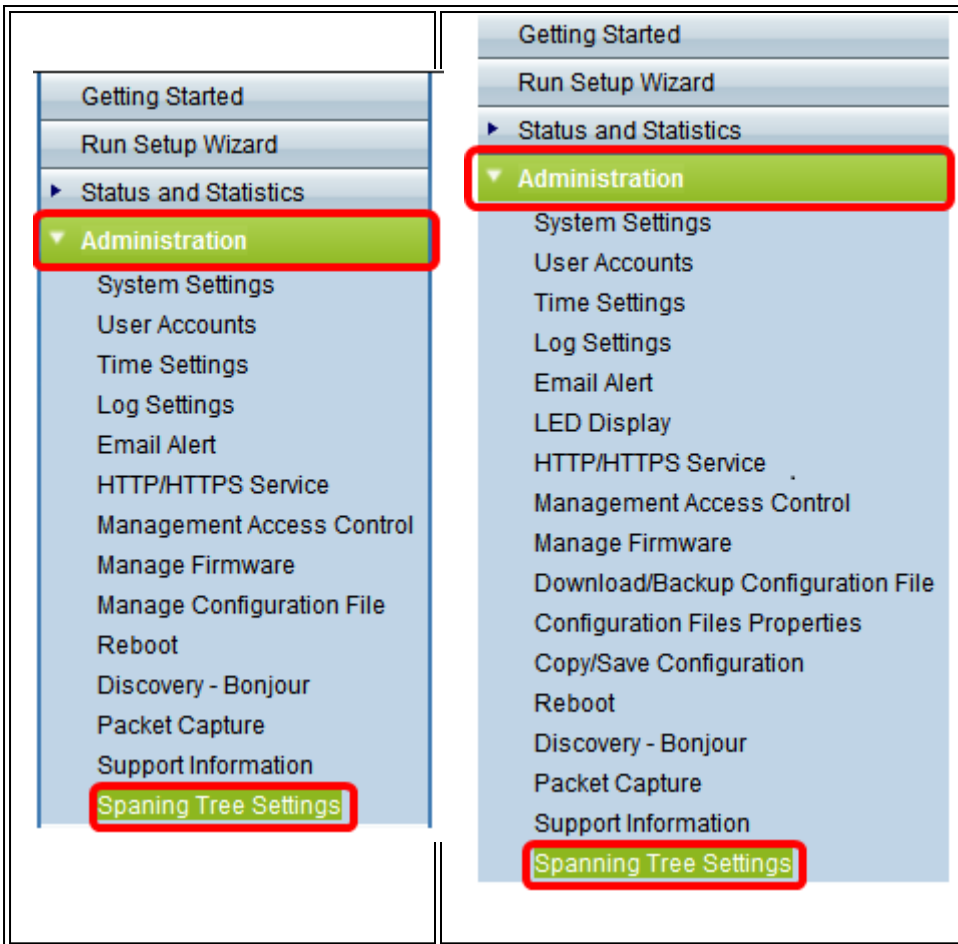 Getting Started
Run Setup Wizard
Status and Statistics
Administration
System Settings
User Accounts
Time Settings
Log Settings
Email Alert
HTTP/HTTPS Service
Management Access Control
Manage Firmware
Manage Configuration File
Reboot
Discovery - Bonjour
Packet Capture
Support Information
Spaning Tree Settings
Getting Started
Run Setup Wizard
Status and Statistics
Administration
System Settings
User Accounts
Time Settings
Log Settings
Email Alert
LED Display
HTTP/HTTPS Service
Management Access Control
Manage Firmware
Download/Backup Configuration File
Configuration Files Properties
Copy/Save Configuration
Reboot
Discovery - Bonjour
Packet Capture
Support Information
Spanning Tree Settings